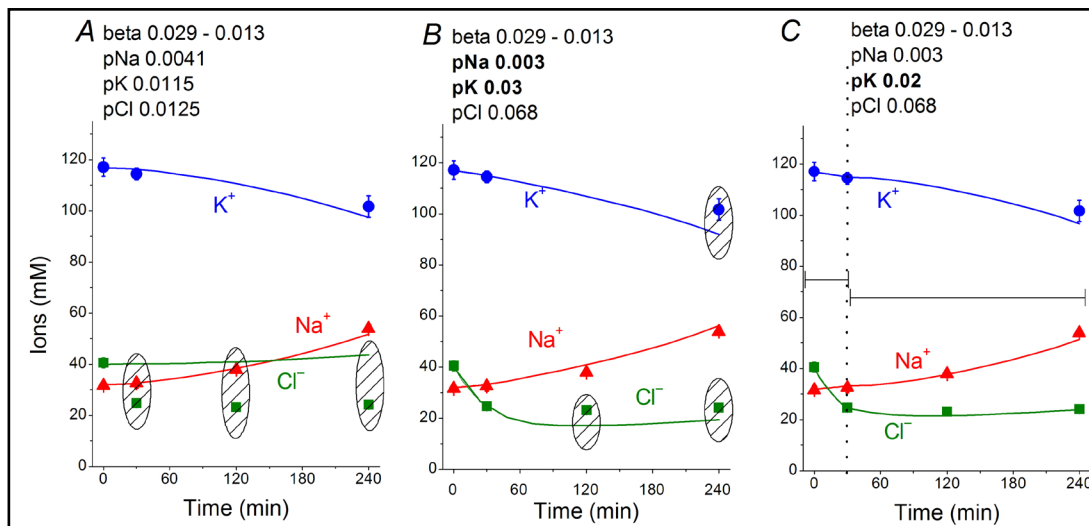 A
beta 0.029 - 0.013
pNa 0.0041
pK 0.0115
pCl 0.0125
B
beta 0.029 - 0.013
pNa 0.003
pK 0.03
pCl 0.068
C
beta 0.029 - 0.013
pNa 0.003
pK 0.02
pCl 0.068
Ions (mM)
120
100
80
60
40
20
0
K+
Na+
Cl−
0 60 120 180 240
Time (min)
120
100
80
60
40
20
0
K+
Na+
Cl−
0 60 120 180 240
Time (min)
120
100
80
60
40
20
0
K+
Na+
Cl−
0 60 120 180 240
Time (min)